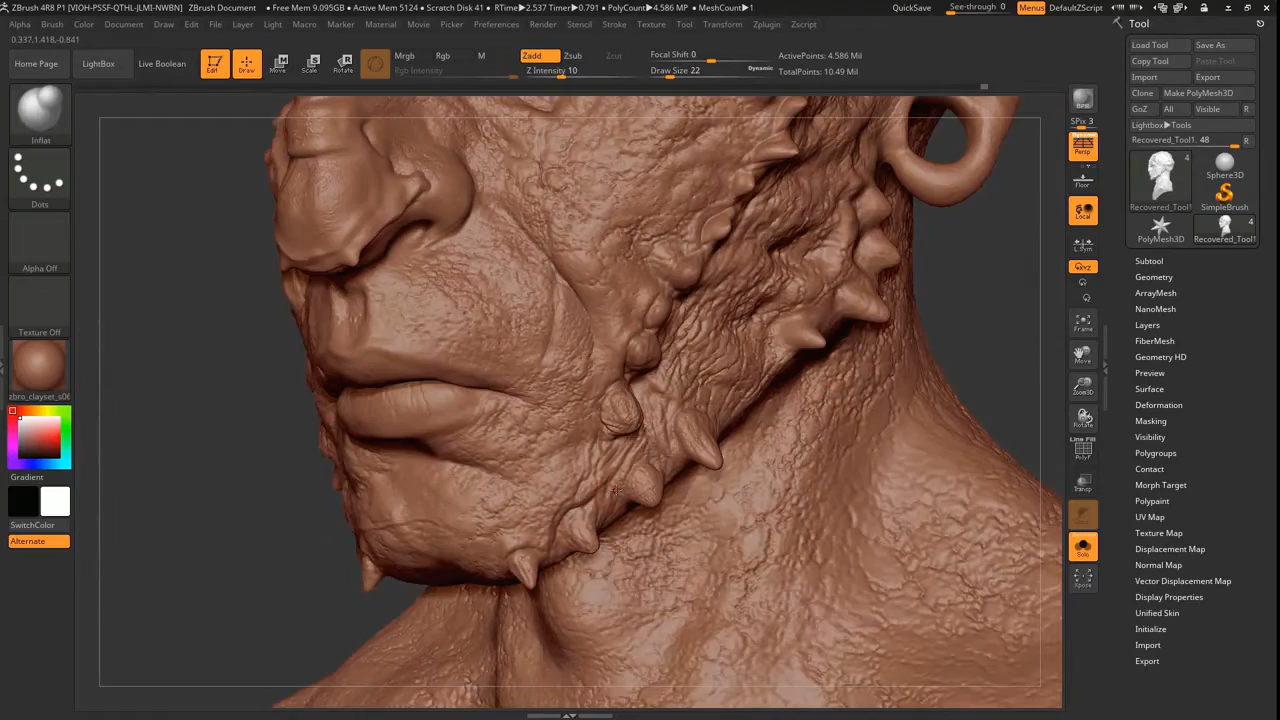 ZBrush 4R8 P1 [VIOH-PSSF-QTHL-JLMI-NWBN] ZBrush Document • Free Mem 9.095GB • Active Mem 5124 • Scratch Disk 41 • RTime▶2.537 Timer▶0.791 • PolyCount▶4.586 MP • MeshCount▶1 QuickSave See-through 0 Menus DefaultZScript
Alpha Brush Color Document Draw Edit File Layer Light Macro Marker Material Movie Picker Preferences Render Stencil Stroke Texture Tool Transform Zplugin Zscript
0.337,1.418,-0.841
Home Page LightBox Live Boolean Edit Draw Move Scale Rotate
Mrgb Rgb M
Rgb Intensity
Zadd Zsub Zcut
Z Intensity 10
Focal Shift 0
Draw Size 22 Dynamic
ActivePoints: 4.586 Mil
TotalPoints: 10.49 Mil
Inflat
Dots
Alpha Off
Texture Off
zbro_clayset_s06
Gradient
SwitchColor
Alternate
BPR
SPix 3
Dynamic
Persp
Floor
Local
L.Sym
XYZ
Frame
Move
Zoom3D
Rotate
Line Fill
PolyF
Transp
Solo
Xpose
Tool
Load Tool Save As
Copy Tool Paste Tool
Import Export
Clone Make PolyMesh3D
GoZ All Visible R
Lightbox▶Tools
Recovered_Tool1. 48 R
4
Recovered_Tool1
Sphere3D
SimpleBrush
PolyMesh3D
4
Recovered_Tool1
Subtool
Geometry
ArrayMesh
NanoMesh
Layers
FiberMesh
Geometry HD
Preview
Surface
Deformation
Masking
Visibility
Polygroups
Contact
Morph Target
Polypaint
UV Map
Texture Map
Displacement Map
Normal Map
Vector Displacement Map
Display Properties
Unified Skin
Initialize
Import
Export